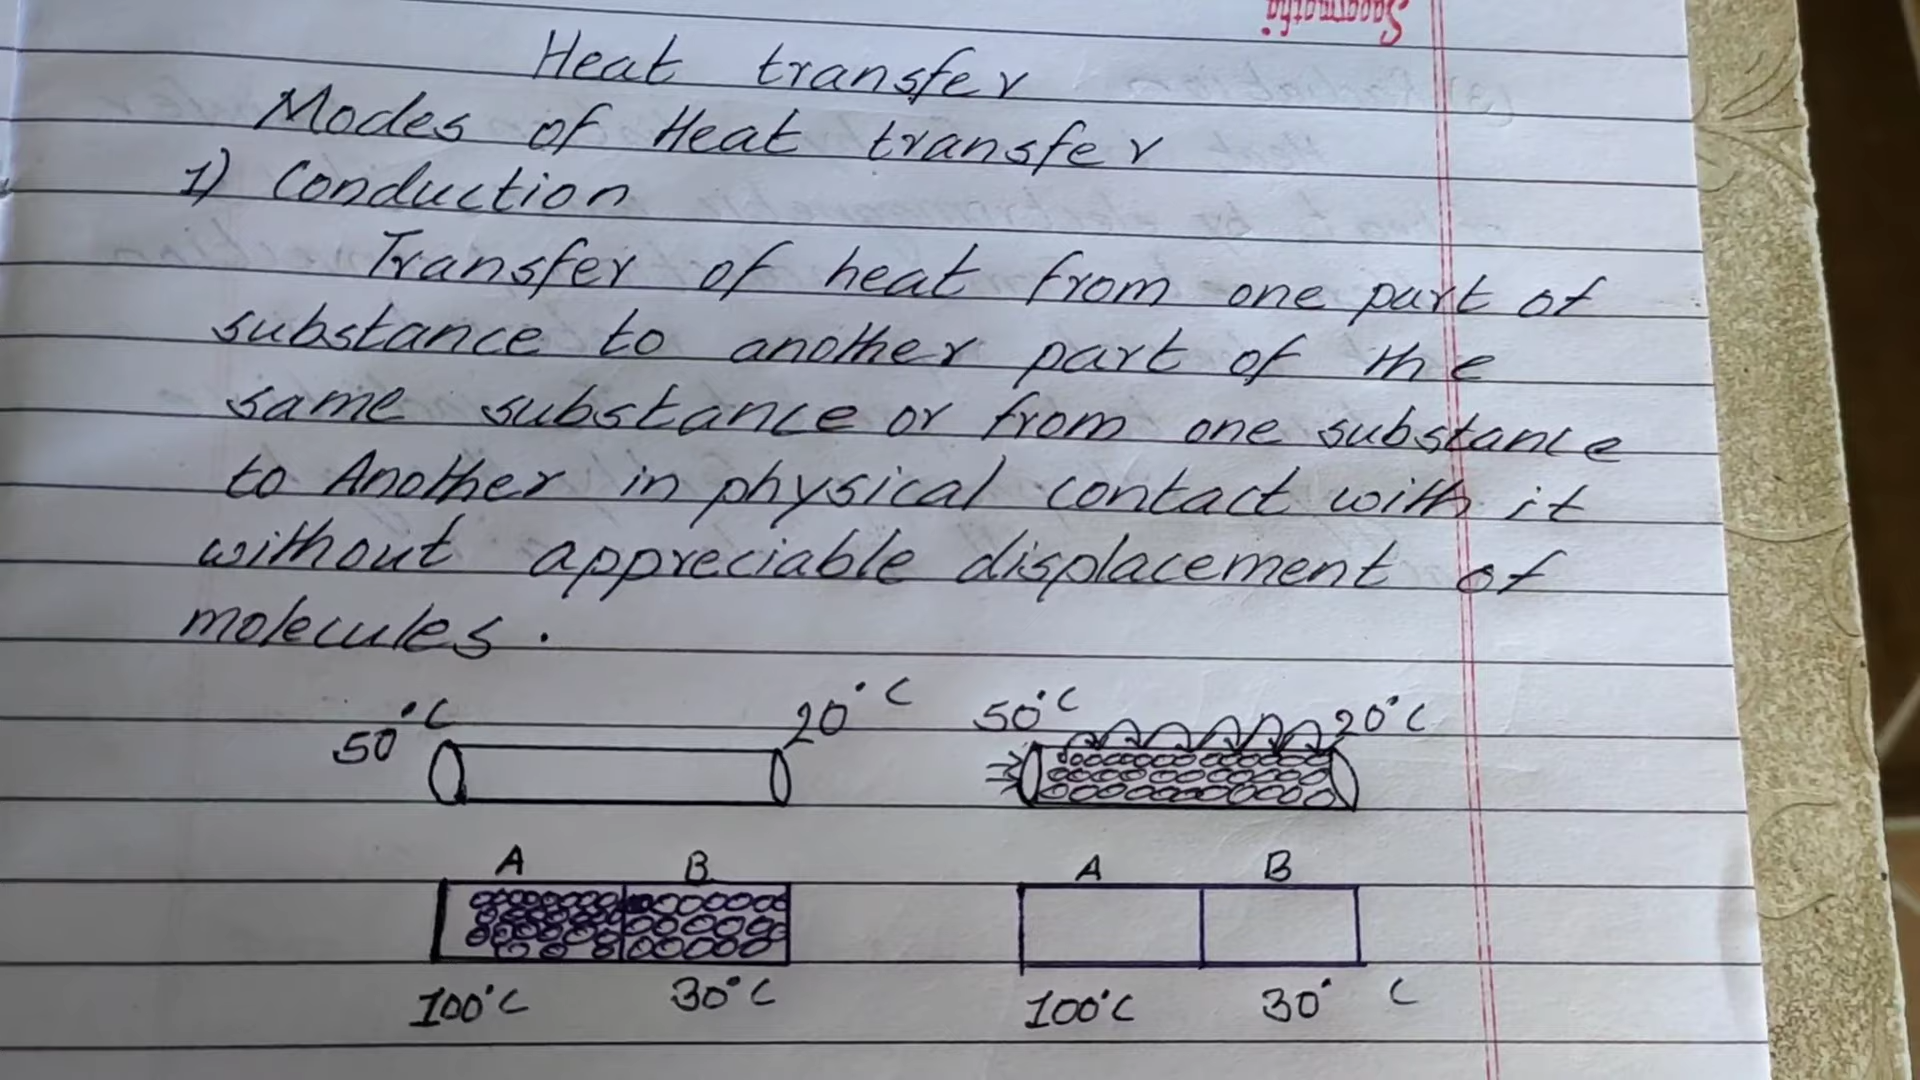 Sagarmatha
Heat transfer
Modes of Heat transfer
1) Conduction
Transfer of heat from one part of
substance to another part of the
same substance or from one substance
to Another in physical contact with it
without appreciable displacement of
molecules.
50°C 20°C 50°C 20°C
A B A B
100°C 30°C 100°C 30° C